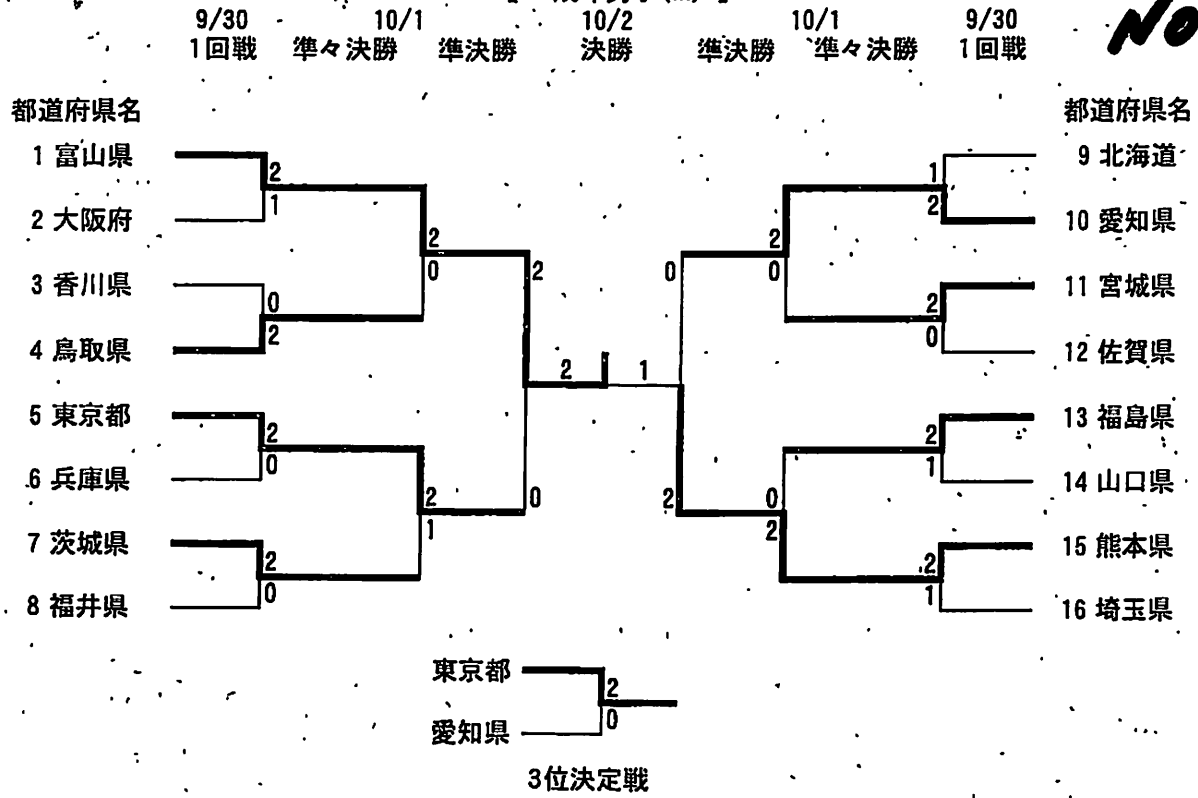 9/30 10/1 10/2 10/1 9/30
1回戦 準々決勝 準決勝 決勝 準決勝 準々決勝 1回戦
NO
都道府県名 都道府県名
1 富山県 2 1 9 北海道
2 大阪府 1 2 10 愛知県
2 0 2 0 2 0
3 香川県 0 2 11 宮城県
4 鳥取県 2 0 12 佐賀県
2 1
5 東京都 2 2 13 福島県
6 兵庫県 0 1 14 山口県
2 1 0 2 0 2
7 茨城県 2 2 15 熊本県
8 福井県 0 1 16 埼玉県
東京都 2
愛知県 0
3位決定戦